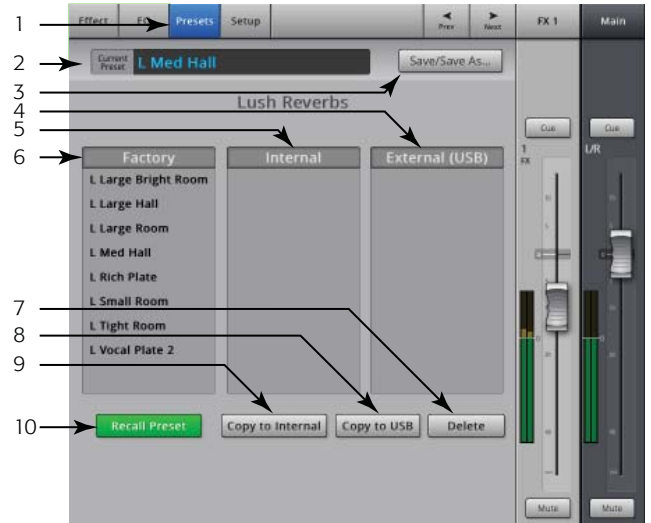 Effect EQ Presets Setup Prev Next FX 1 Main
1
2
Current Preset L Med Hall Save/Save As...
3
4
Lush Reverbs
5
6
Factory Internal External (USB)
L Large Bright Room
L Large Hall
L Large Room
L Med Hall
L Rich Plate
L Small Room
L Tight Room
L Vocal Plate 2
7
8
9
10
Recall Preset Copy to Internal Copy to USB Delete
Cue Cue
1 L/R
FX
Mute Mute